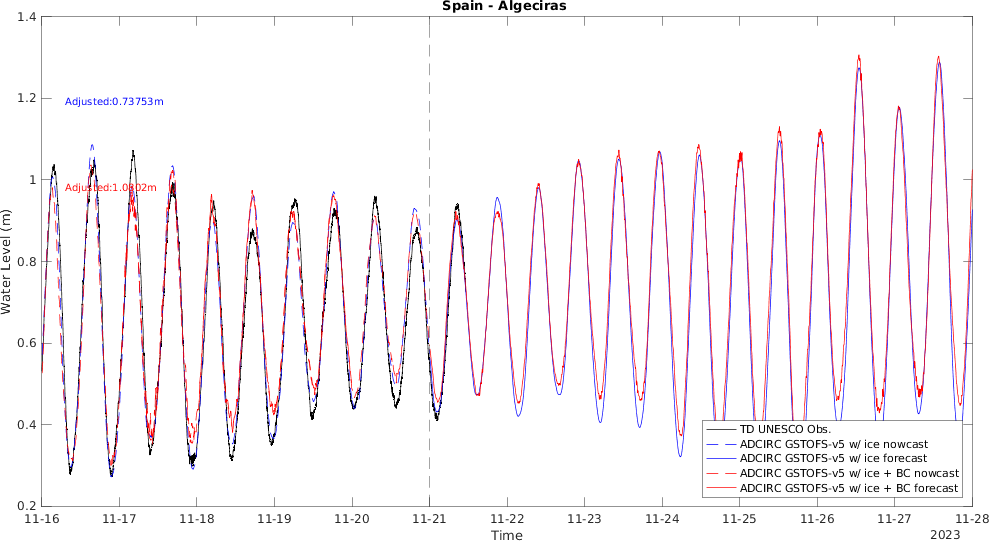 Spain - Algeciras
1.4
1.2
1
0.8
0.6
0.4
0.2
Water Level (m)
Adjusted:0.73753m
Adjusted:1.0302m
TD UNESCO Obs.
ADCIRC GSTOFS-v5 w/ ice nowcast
ADCIRC GSTOFS-v5 w/ ice forecast
ADCIRC GSTOFS-v5 w/ ice + BC nowcast
ADCIRC GSTOFS-v5 w/ ice + BC forecast
11-16 11-17 11-18 11-19 11-20 11-21 11-22 11-23 11-24 11-25 11-26 11-27 11-28
2023
Time